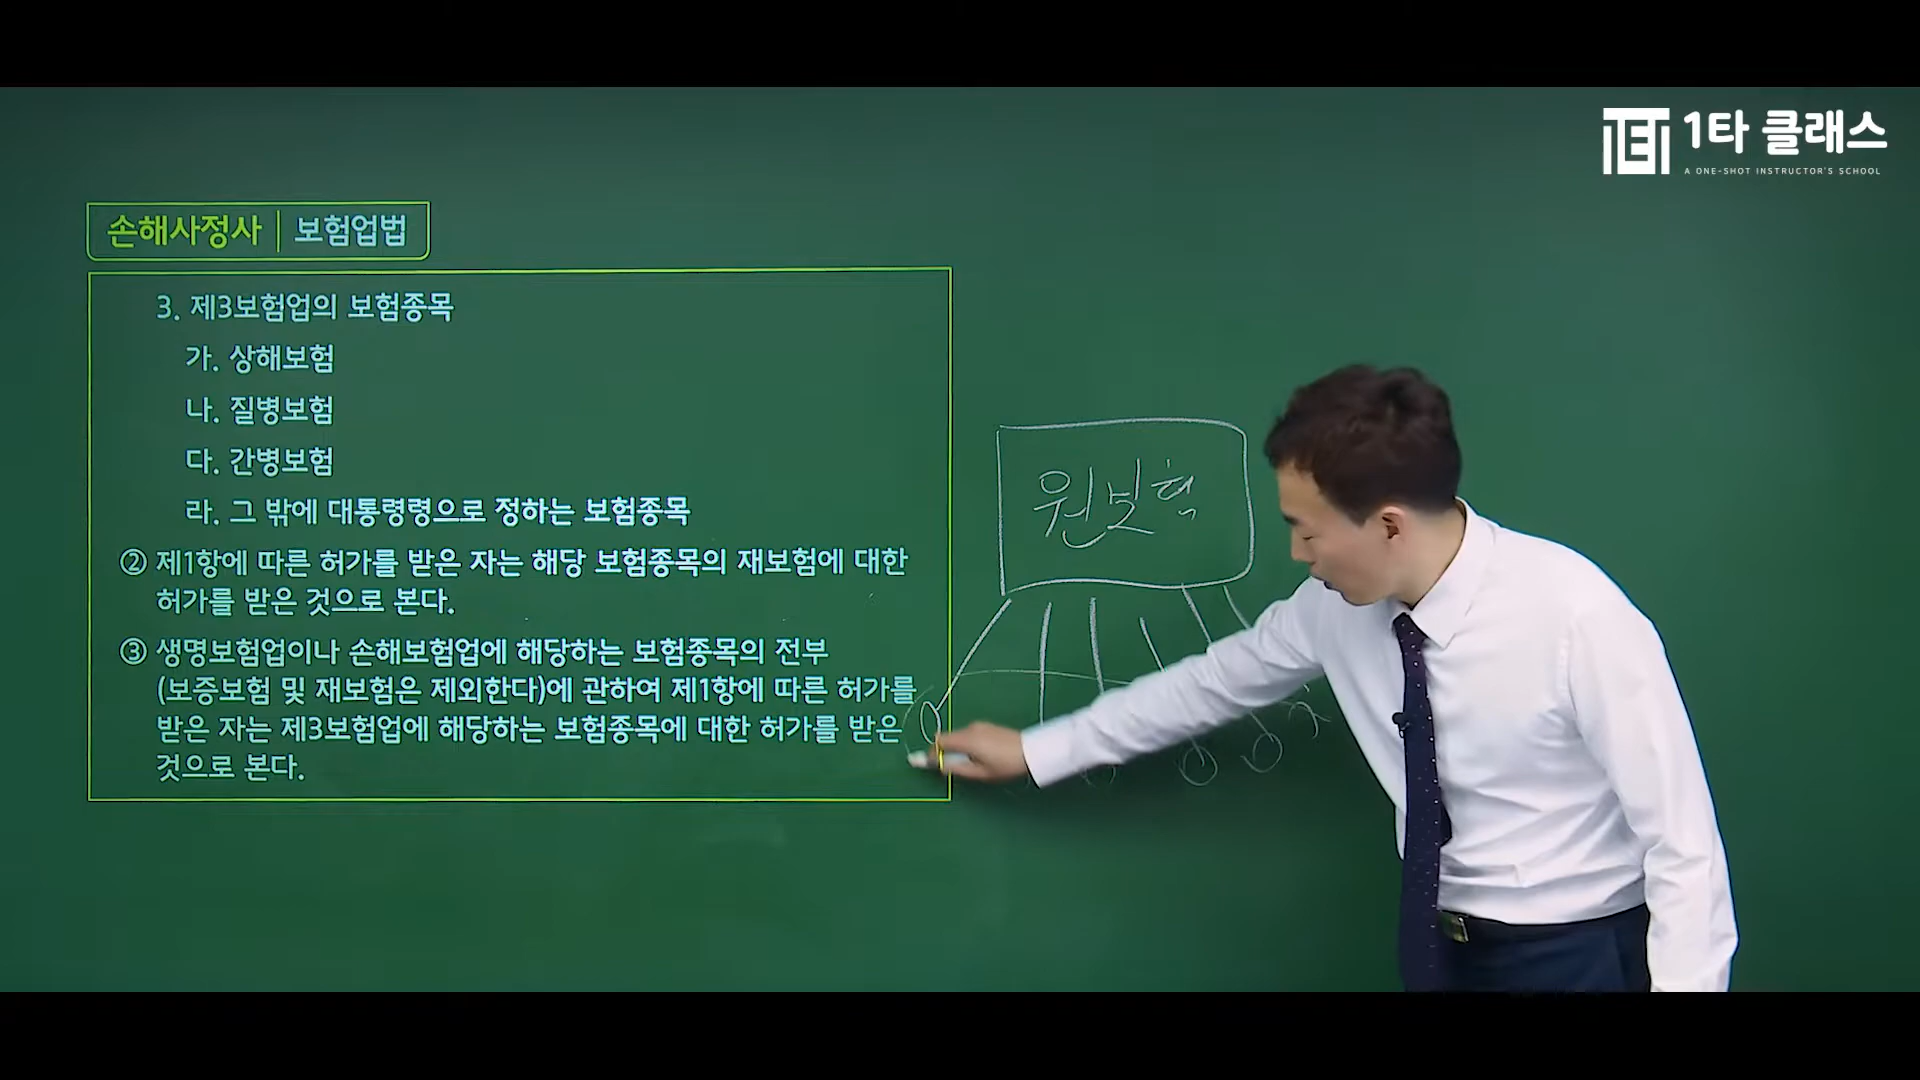 1타 클래스
A ONE-SHOT INSTRUCTOR'S SCHOOL
손해사정사 | 보험업법
3. 제3보험업의 보험종목
가. 상해보험
나. 질병보험
다. 간병보험
라. 그 밖에 대통령령으로 정하는 보험종목
② 제1항에 따른 허가를 받은 자는 해당 보험종목의 재보험에 대한
허가를 받은 것으로 본다.
③ 생명보험업이나 손해보험업에 해당하는 보험종목의 전부
(보증보험 및 재보험은 제외한다)에 관하여 제1항에 따른 허가를
받은 자는 제3보험업에 해당하는 보험종목에 대한 허가를 받은
것으로 본다.